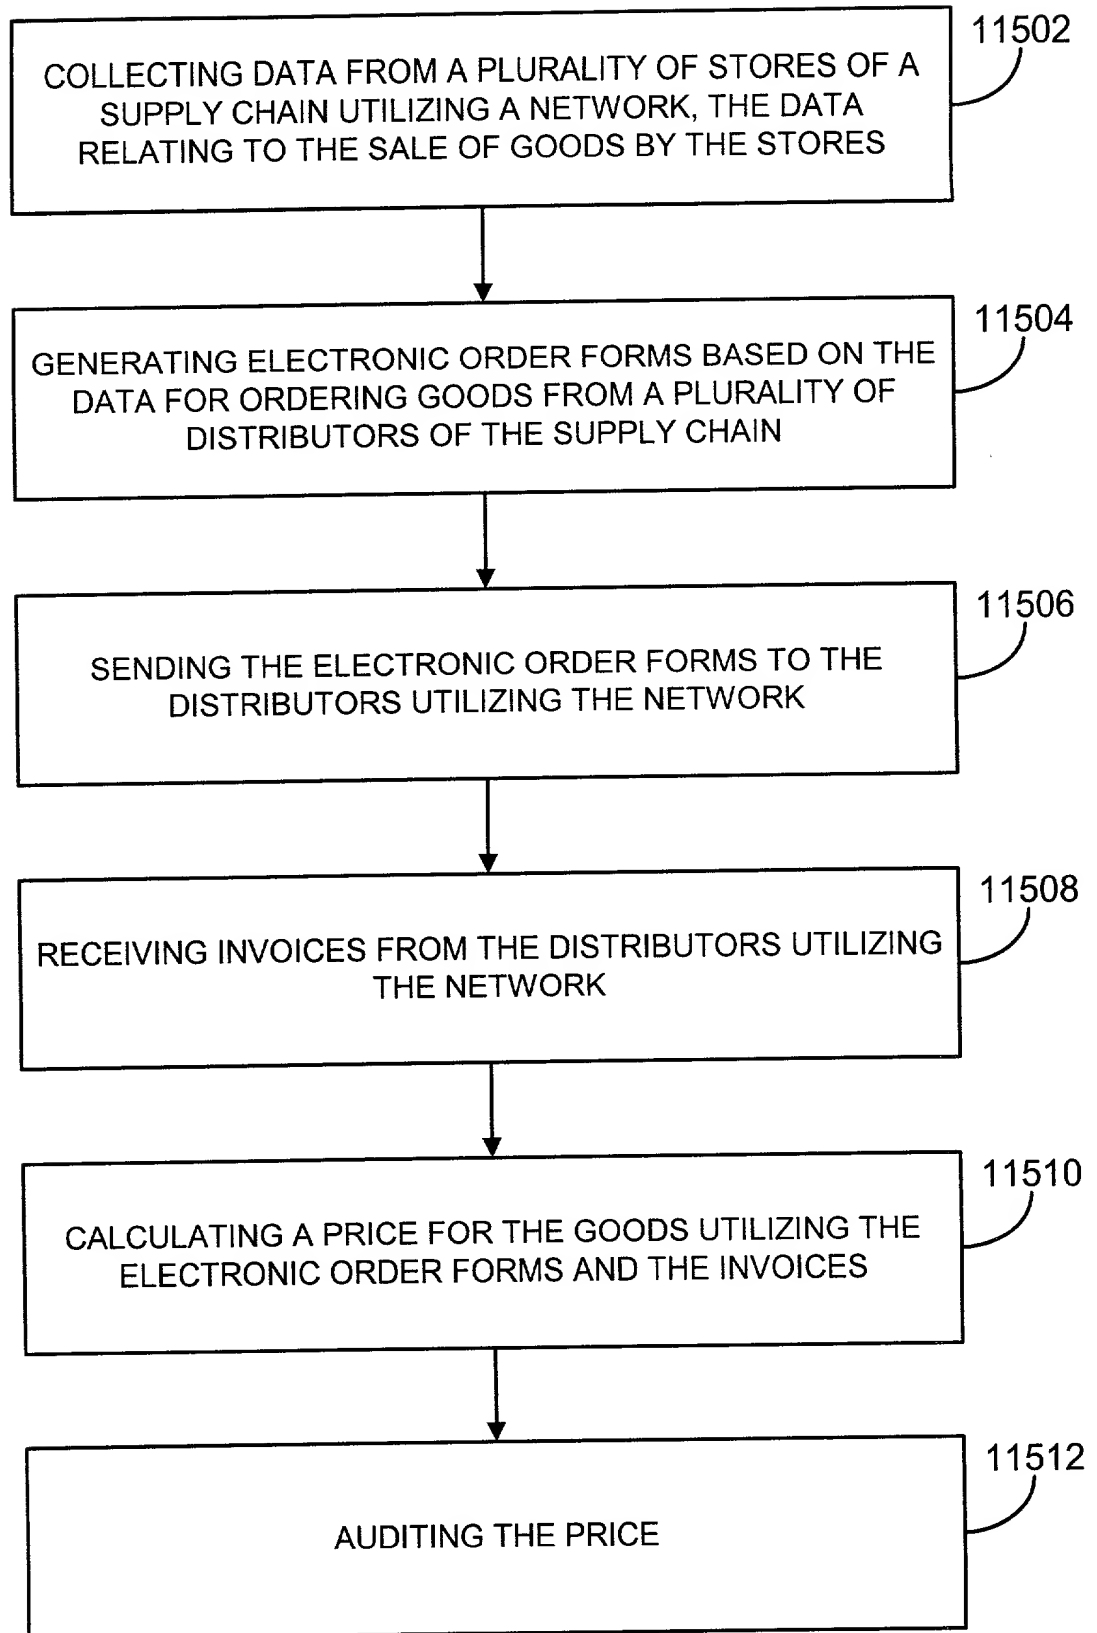 11502
COLLECTING DATA FROM A PLURALITY OF STORES OF A
SUPPLY CHAIN UTILIZING A NETWORK, THE DATA
RELATING TO THE SALE OF GOODS BY THE STORES
11504
GENERATING ELECTRONIC ORDER FORMS BASED ON THE
DATA FOR ORDERING GOODS FROM A PLURALITY OF
DISTRIBUTORS OF THE SUPPLY CHAIN
11506
SENDING THE ELECTRONIC ORDER FORMS TO THE
DISTRIBUTORS UTILIZING THE NETWORK
11508
RECEIVING INVOICES FROM THE DISTRIBUTORS UTILIZING
THE NETWORK
11510
CALCULATING A PRICE FOR THE GOODS UTILIZING THE
ELECTRONIC ORDER FORMS AND THE INVOICES
11512
AUDITING THE PRICE